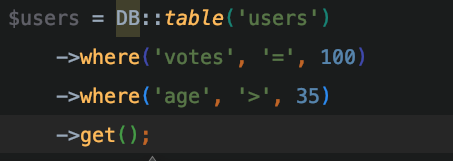 $users = DB::table('users')
->where('votes', '=', 100)
->where('age', '>', 35)
->get();